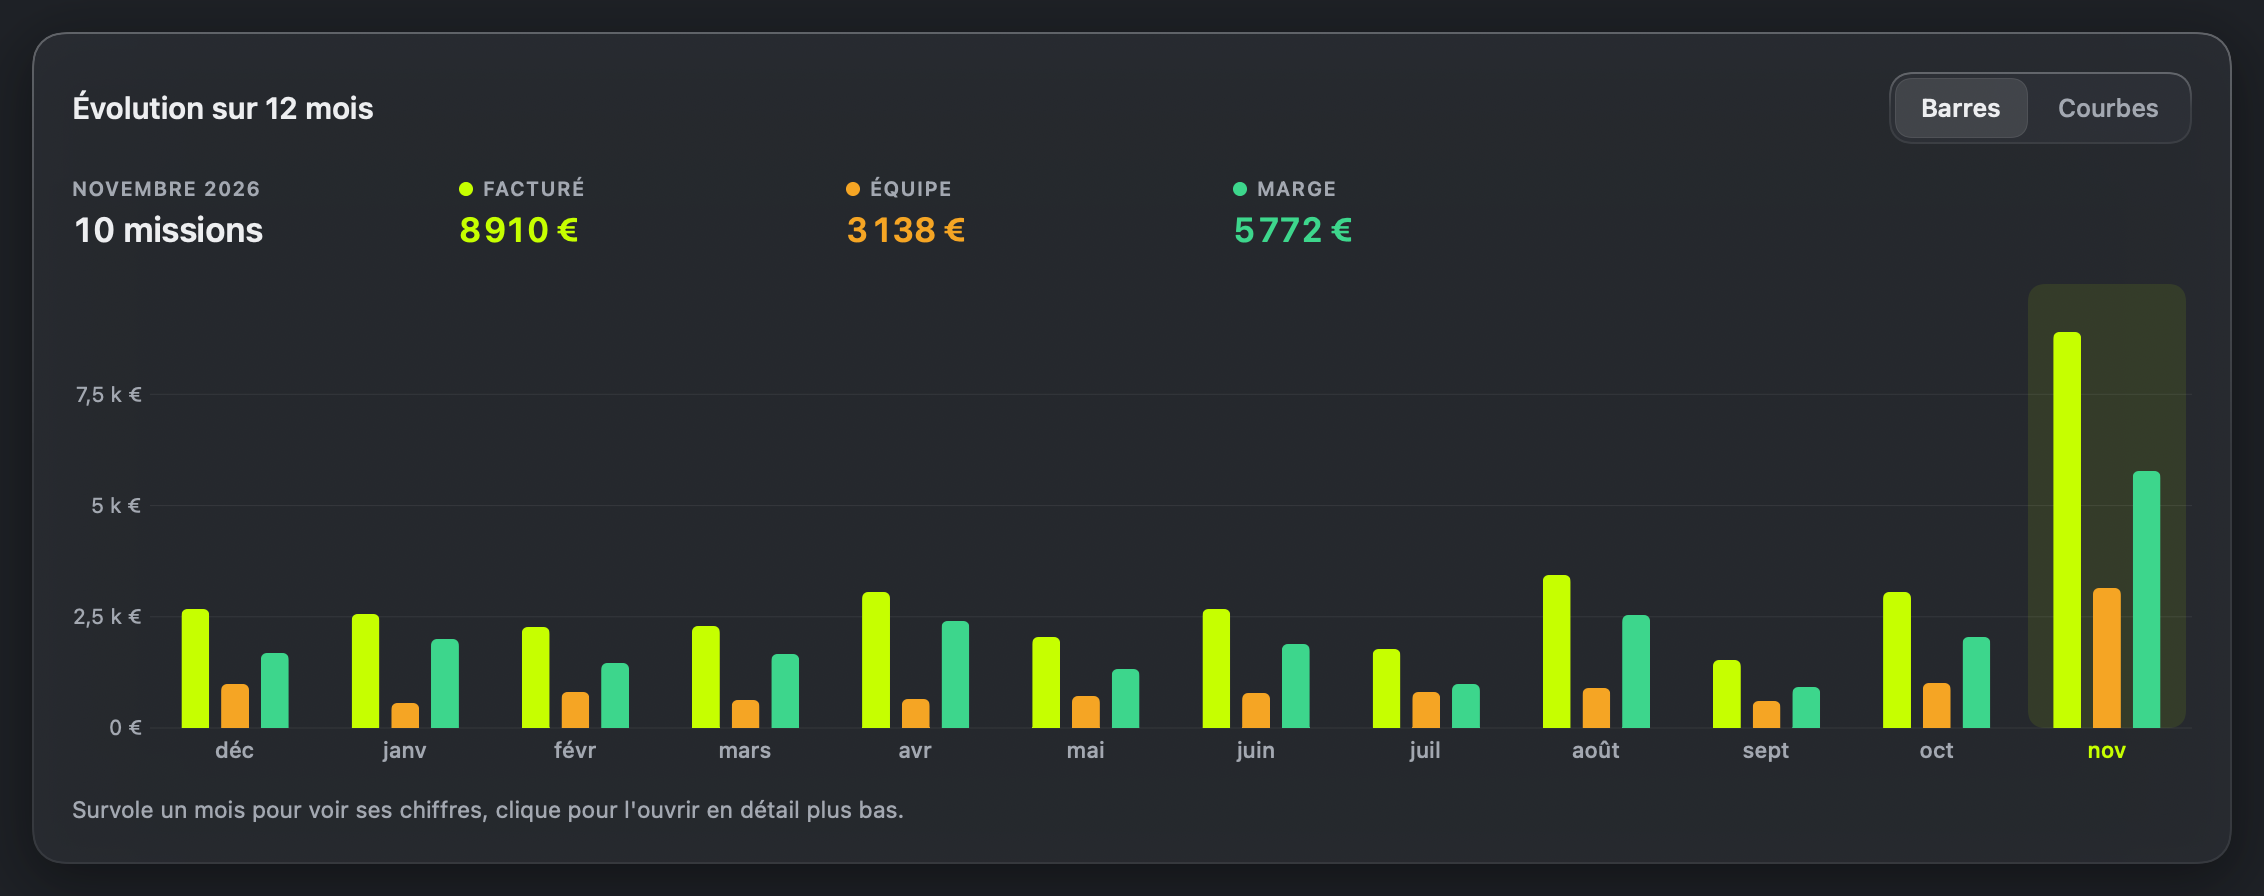 Évolution sur 12 mois
Barres Courbes
NOVEMBRE 2026
10 missions
FACTURÉ
8 910 €
ÉQUIPE
3 138 €
MARGE
5 772 €
7,5 k €
5 k €
2,5 k €
0 €
déc janv févr mars avr mai juin juil août sept oct nov
Survole un mois pour voir ses chiffres, clique pour l'ouvrir en détail plus bas.